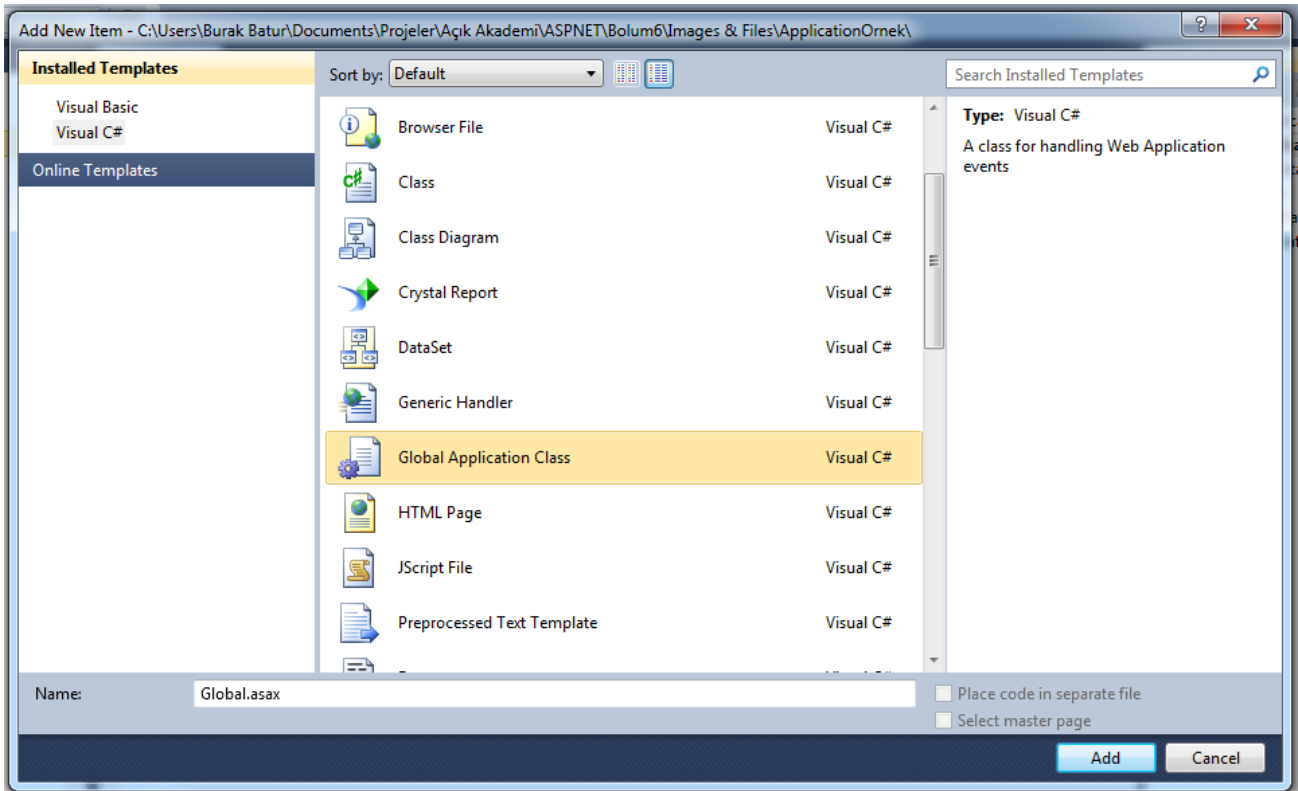 Add New Item - C:\Users\Burak Batur\Documents\Projeler\Açık Akademi\ASPNET\Bolum6\Images & Files\ApplicationOrnek\
Installed Templates
Visual Basic
Visual C#
Online Templates
Sort by: Default
Search Installed Templates
Browser File Visual C#
Class Visual C#
Class Diagram Visual C#
Crystal Report Visual C#
DataSet Visual C#
Generic Handler Visual C#
Global Application Class Visual C#
HTML Page Visual C#
JScript File Visual C#
Preprocessed Text Template Visual C#
Type: Visual C#
A class for handling Web Application
events
Name: Global.asax
Place code in separate file
Select master page
Add Cancel